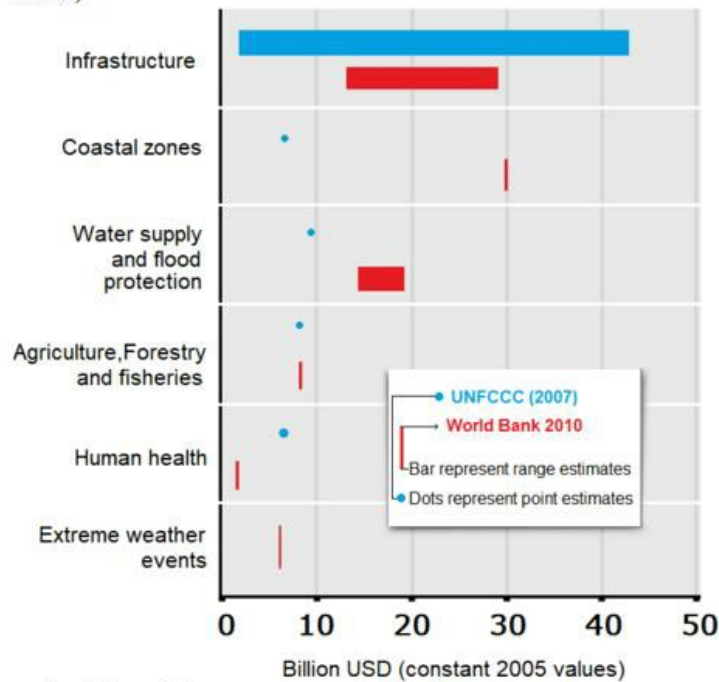 Infrastructure
Coastal zones
Water supply
and flood
protection
Agriculture,Forestry
and fisheries
Human health
Extreme weather
events
UNFCCC (2007)
World Bank 2010
Bar represent range estimates
Dots represent point estimates
0 10 20 30 40 50
Billion USD (constant 2005 values)